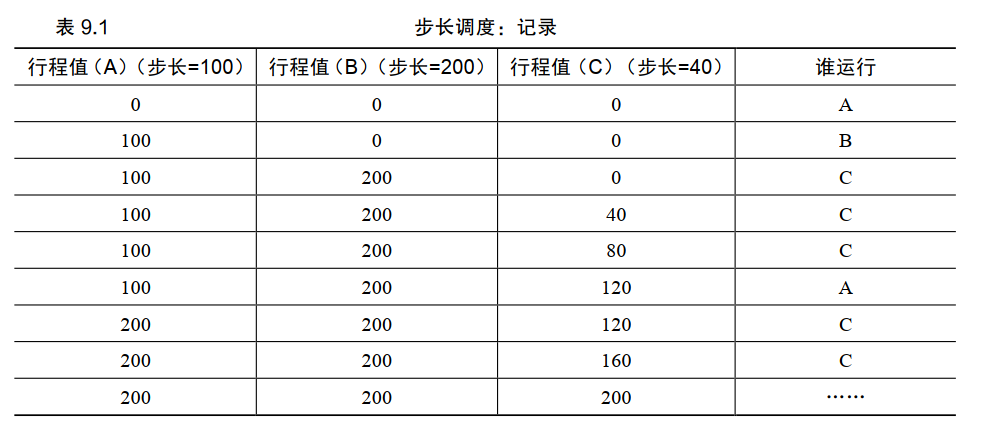 表 9.1 步长调度：记录
行程值（A）（步长=100） 行程值（B）（步长=200） 行程值（C）（步长=40） 谁运行
0 0 0 A
100 0 0 B
100 200 0 C
100 200 40 C
100 200 80 C
100 200 120 A
200 200 120 C
200 200 160 C
200 200 200 ……